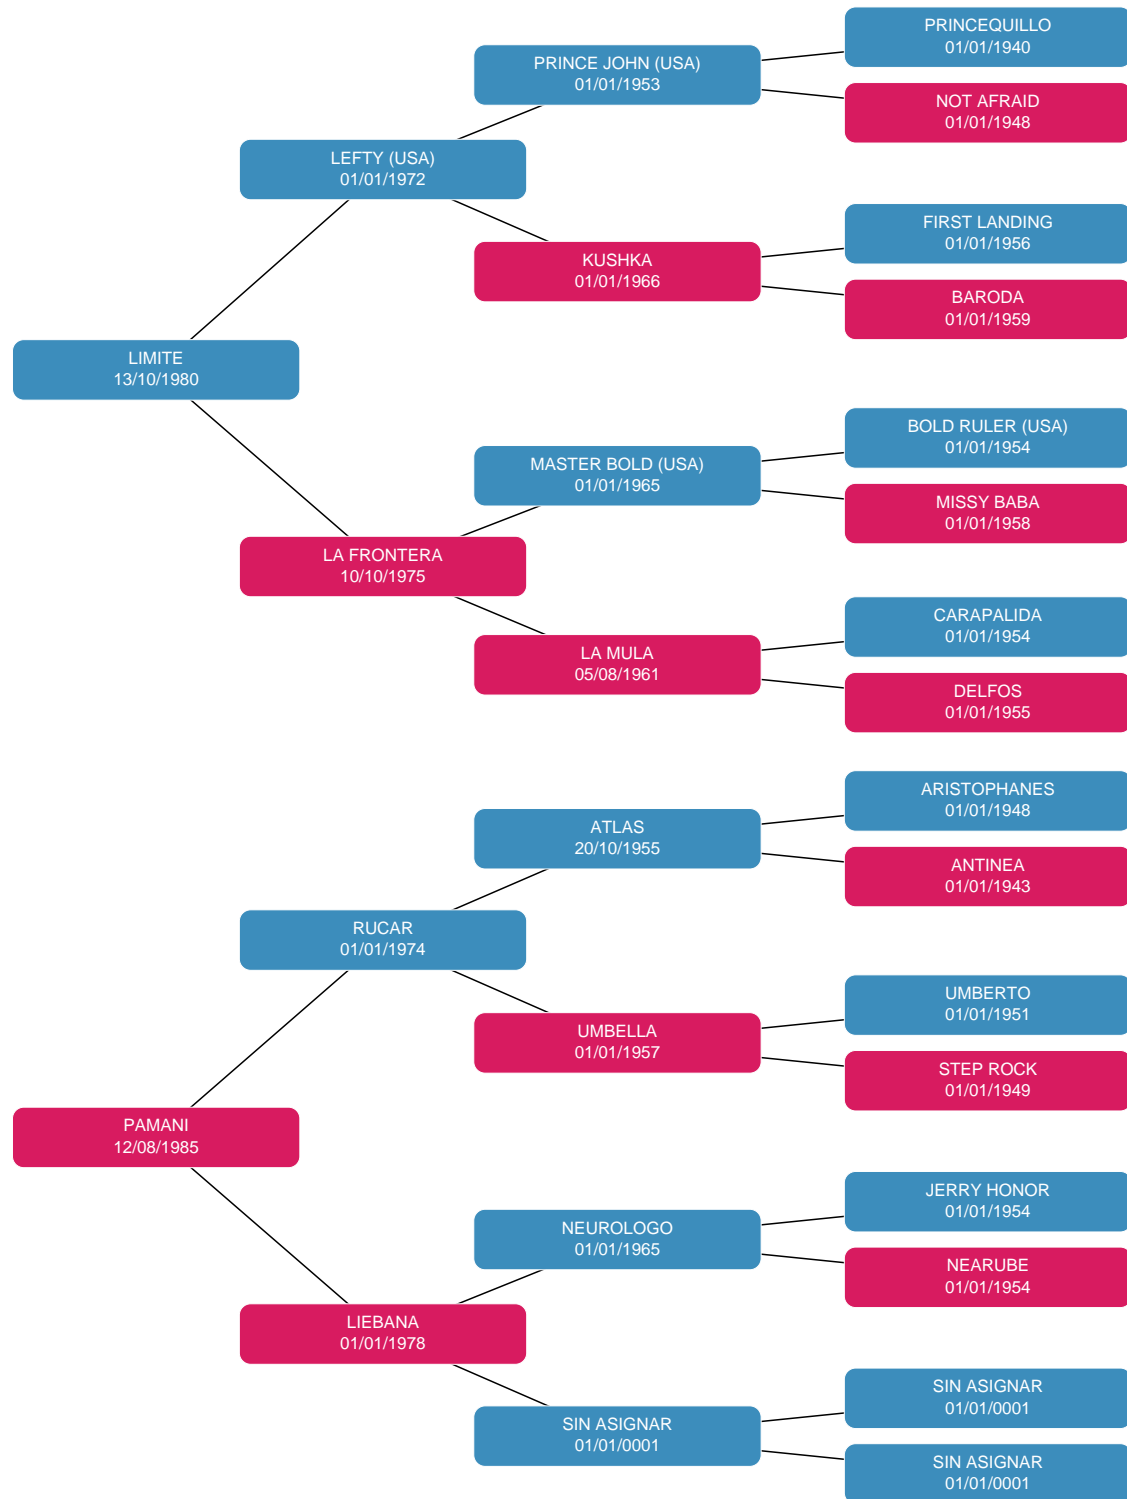 PRINCEQUILLO
01/01/1940
PRINCE JOHN (USA)
01/01/1953
NOT AFRAID
01/01/1948
LEFTY (USA)
01/01/1972
FIRST LANDING
01/01/1956
KUSHKA
01/01/1966
BARODA
01/01/1959
LIMITE
13/10/1980
BOLD RULER (USA)
01/01/1954
MASTER BOLD (USA)
01/01/1965
MISSY BABA
01/01/1958
LA FRONTERA
10/10/1975
CARAPALIDA
01/01/1954
LA MULA
05/08/1961
DELFOS
01/01/1955
ARISTOPHANES
01/01/1948
ATLAS
20/10/1955
ANTINEA
01/01/1943
RUCAR
01/01/1974
UMBERTO
01/01/1951
UMBELLA
01/01/1957
STEP ROCK
01/01/1949
PAMANI
12/08/1985
JERRY HONOR
01/01/1954
NEUROLOGO
01/01/1965
NEARUBE
01/01/1954
LIEBANA
01/01/1978
SIN ASIGNAR
01/01/0001
SIN ASIGNAR
01/01/0001
SIN ASIGNAR
01/01/0001